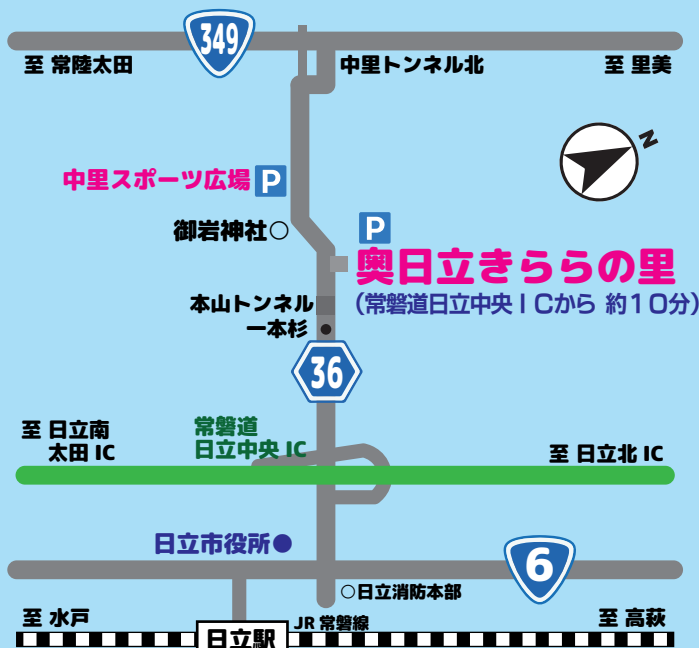 349
至 常陸太田
中里トンネル北
至 里美
N
中里スポーツ広場 P
御岩神社○
P
奥日立きららの里
(常磐道日立中央ICから 約10分)
本山トンネル
一本杉
36
至 日立南
太田 IC
常磐道
日立中央 IC
至 日立北 IC
日立市役所●
6
○日立消防本部
至 水戸
JR 常磐線
至 高萩
日立駅